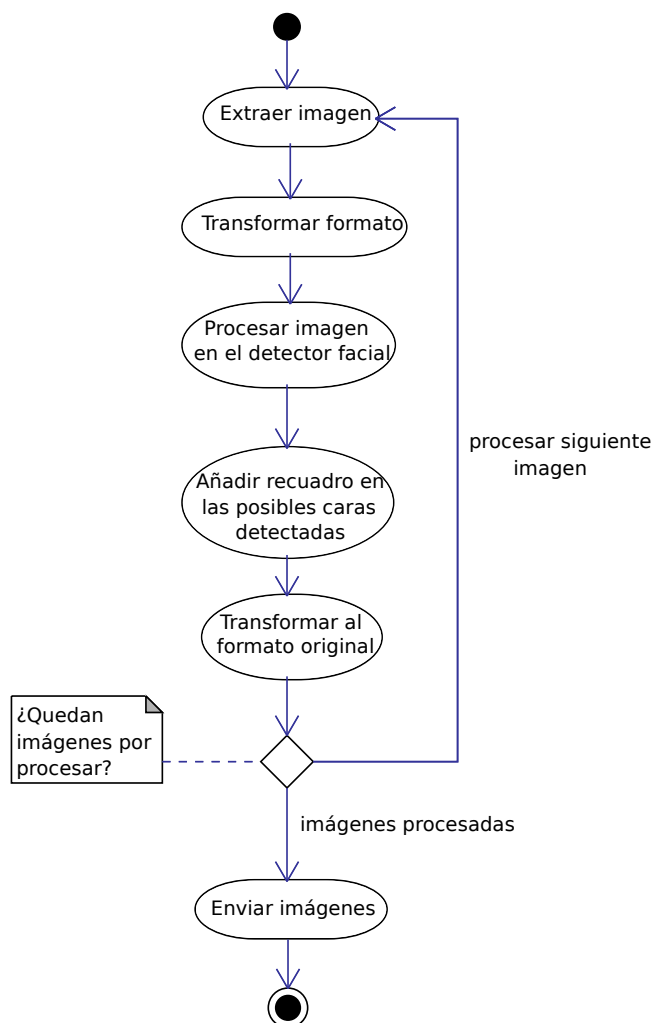 Extraer imagen
Transformar formato
Procesar imagen
en el detector facial
procesar siguiente
imagen
Añadir recuadro en
las posibles caras
detectadas
Transformar al
formato original
¿Quedan
imágenes por
procesar?
imágenes procesadas
Enviar imágenes